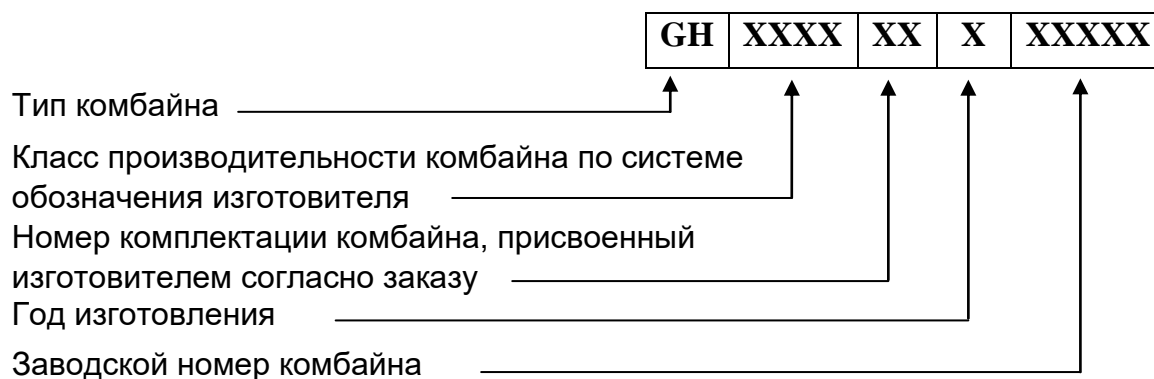 GH XXXX XX X XXXXX
Тип комбайна
Класс производительности комбайна по системе
обозначения изготовителя
Номер комплектации комбайна, присвоенный
изготовителем согласно заказу
Год изготовления
Заводской номер комбайна